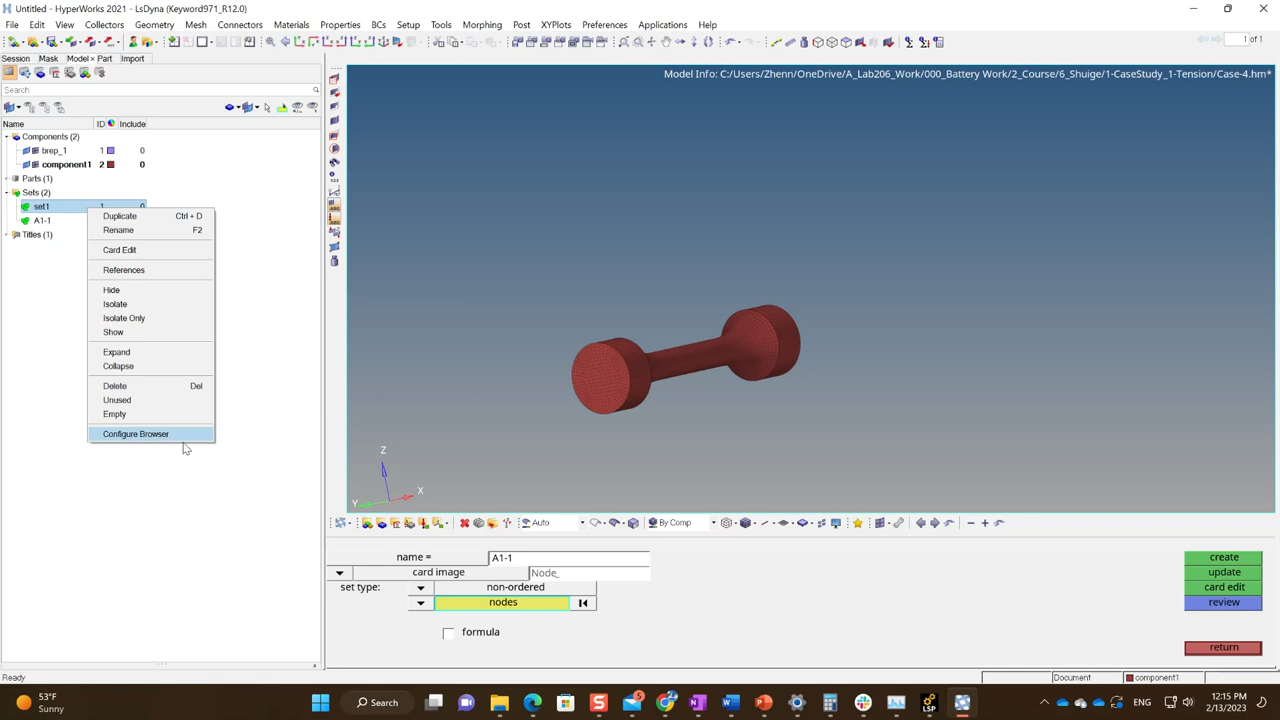 Untitled - HyperWorks 2021 - LsDyna (Keyword971_R12.0)
File Edit View Collectors Geometry Mesh Connectors Materials Properties BCs Setup Tools Morphing Post XYPlots Preferences Applications Help
1 of 1
Session Mask Model × Part Import
Model Info: C:/Users/Zhenn/OneDrive/A_Lab206_Work/000_Battery Work/2_Course/6_Shuige/1-CaseStudy_1-Tension/Case-4.hm*
Search
Name ID Include
Components (2)
brep_1 1 0
component1 2 0
Parts (1)
Sets (2)
set1 1 0
A1-1
Titles (1)
Duplicate Ctrl + D
Rename F2
Card Edit
References
Hide
Isolate
Isolate Only
Show
Expand
Collapse
Delete Del
Unused
Empty
Configure Browser
Z
X
Y
Auto By Comp
name = A1-1
card image Node_
set type: non-ordered
nodes
formula
create
update
card edit
review
return
Ready Document component1
53°F
Sunny
Search
5
LSP
ENG
12:15 PM
2/13/2023